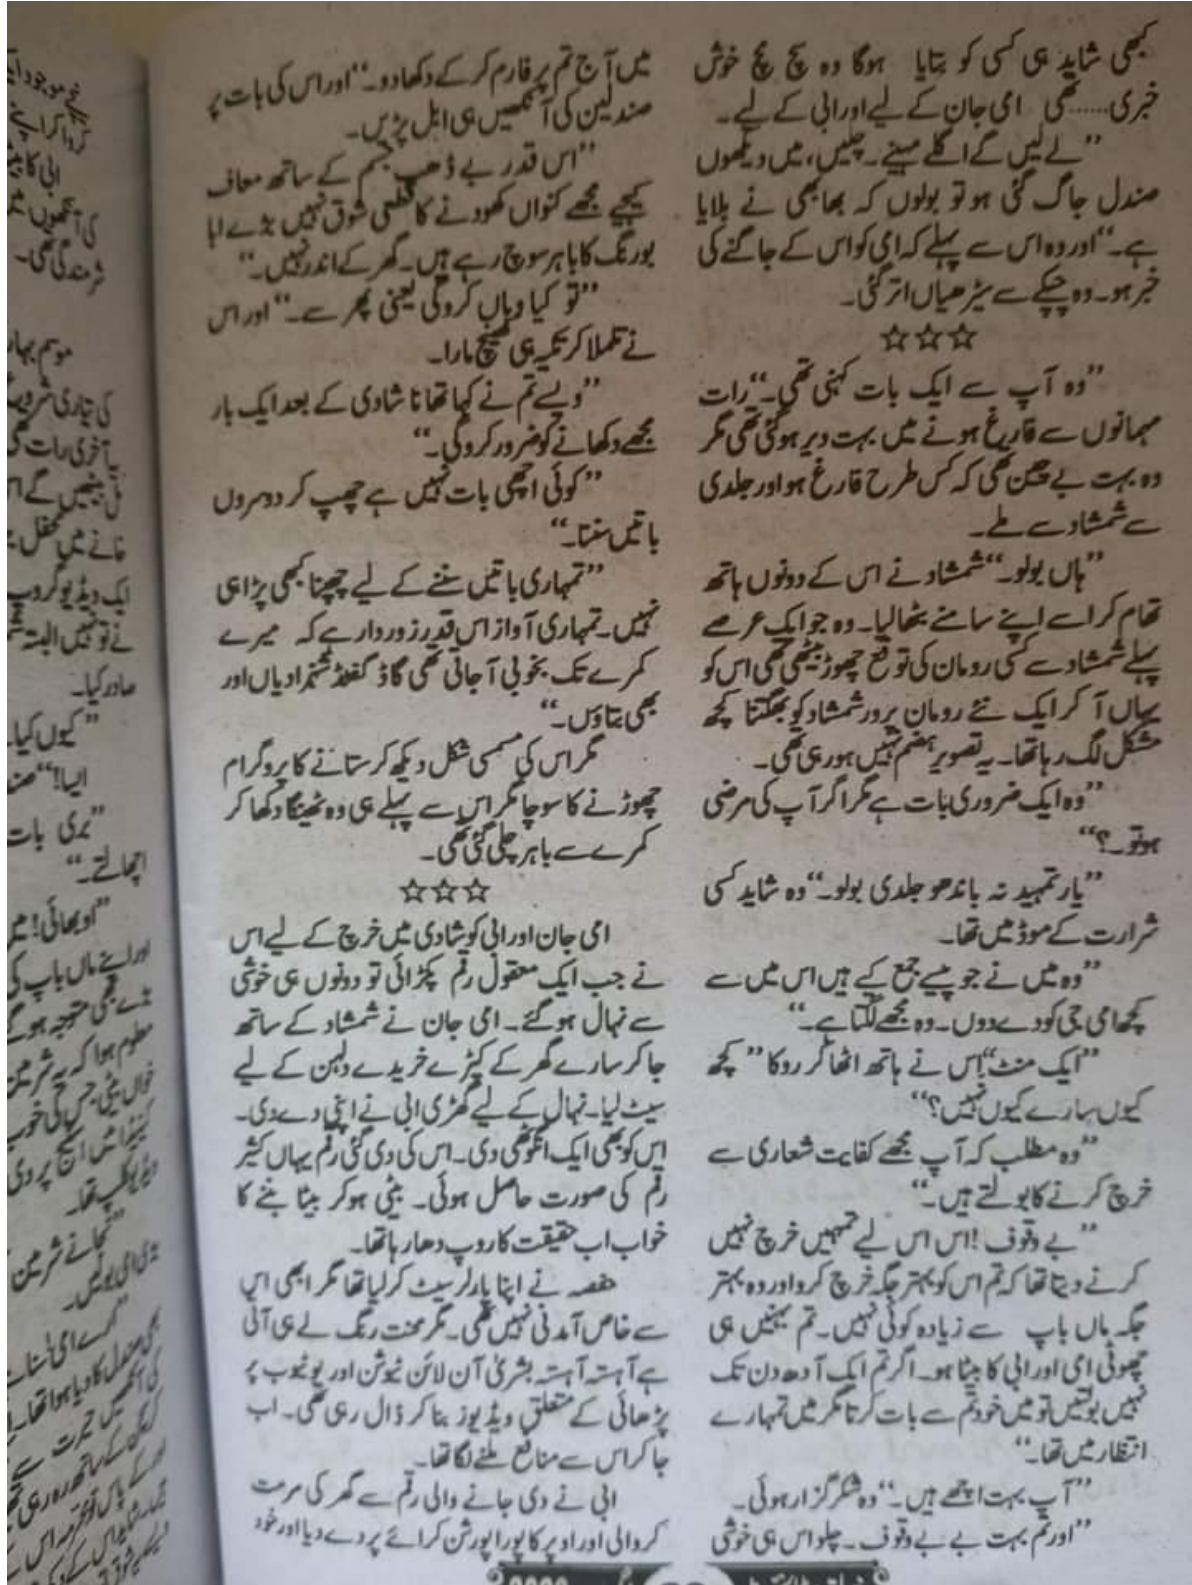 کبھی شاید ہی کسی کو بتایا ہوگا وہ سچ مچ خوش
خبری......تھی امی جان کے لیے اور ابی کے لیے۔
”لے لیں گے اگلے مہینے۔ چلیں، میں دیکھوں
صندل جاگ گئی ہو تو بولوں کہ بھابھی نے بلایا
ہے۔“ اور وہ اس سے پہلے کہ امی کو اس کے جاگنے کی
خبر ہو۔ وہ چپکے سے سیڑھیاں اتر گئی۔
☆☆☆
”وہ آپ سے ایک بات کہنی تھی۔“ رات
مہمانوں سے فارغ ہونے میں بہت دیر ہوگئی تھی مگر
وہ بہت بے چین تھی کہ کس طرح فارغ ہو اور جلدی
سے شمشاد سے ملے۔
”ہاں بولو۔“ شمشاد نے اس کے دونوں ہاتھ
تھام کر اسے اپنے سامنے بٹھالیا۔ وہ جو ایک عرصے
پہلے شمشاد سے کسی رومان کی توقع چھوڑ بیٹھی تھی اس کو
یہاں آ کر ایک نئے رومان پرور شمشاد کو بھگتنا کچھ
مشکل لگ رہا تھا۔ یہ تصویر ہضم نہیں ہو رہی تھی۔
”وہ ایک ضروری بات ہے مگر اگر آپ کی مرضی
ہو تو۔؟“
”یار تمہید نہ باندھو جلدی بولو۔“ وہ شاید کسی
شرارت کے موڈ میں تھا۔
”وہ میں نے جو پیسے جمع کیے ہیں اس میں سے
کچھ امی جی کو دے دوں۔ وہ مجھے لگتا ہے۔“
”ایک منٹ“ اس نے ہاتھ اٹھا کر روکا ”کچھ
کیوں سارے کیوں نہیں؟“
”وہ مطلب کہ آپ مجھے کفایت شعاری سے
خرچ کرنے کا بولتے ہیں۔“
”بے وقوف! اس اس لیے تمہیں خرچ نہیں
کرنے دیتا تھا کہ تم اس کو بہتر جگہ خرچ کرو اور وہ بہتر
جگہ ماں باپ سے زیادہ کوئی نہیں۔ تم ہی
چھوٹی امی اور ابی کا بیٹا ہو۔ اگر تم ایک آدھ دن تک
نہیں بولتیں تو میں خود تم سے بات کرتا مگر میں تمہارے
انتظار میں تھا۔“
”آپ بہت اچھے ہیں۔“ وہ شکر گزار ہوئی۔
”اور تم بہت بے بے وقوف۔ چلو اس ہی خوشی
میں آج تم پرفارم کر کے دکھا دو۔“ اور اس کی بات پر
صندلین کی آنکھیں ہی ابل پڑیں۔
”اس قدر بے ڈھب جسم کے ساتھ معاف
کیجیے مجھے کنواں کھودنے کا قطعی شوق نہیں بڑے ابا
بورنگ کا باہر سوچ رہے ہیں۔ گھر کے اندر نہیں۔“
”تو کیا وہاں کروگی یعنی پھر سے۔“ اور اس
نے تلملا کر تکیہ ہی کھینچ مارا۔
”ویسے تم نے کہا تھا نا شادی کے بعد ایک بار
مجھے دکھانے کو ضرور کروگی۔“
”کوئی اچھی بات نہیں ہے چھپ کر دوسروں
باتیں سننا۔“
”تمہاری باتیں سننے کے لیے چھپنا کبھی پڑا ہی
نہیں۔ تمہاری آواز اس قدر زوردار ہے کہ میرے
کمرے تک بخوبی آجاتی تھی گاڈ گفٹڈ شہزادیاں اور
بھی بتاؤں۔“
مگر اس کی مسمسی شکل دیکھ کر ستانے کا پروگرام
چھوڑنے کا سوچا مگر اس سے پہلے ہی وہ ٹھینگا دکھا کر
کمرے سے باہر چلی گئی تھی۔
☆☆☆
امی جان اور ابی کو شادی میں خرچ کے لیے اس
نے جب ایک معقول رقم پکڑائی تو دونوں ہی خوشی
سے نہال ہوگئے۔ امی جان نے شمشاد کے ساتھ
جا کر سارے گھر کے کپڑے خریدے دلہن کے لیے
سیٹ لیا۔ نہال کے لیے گھڑی ابی نے اپنی دے دی۔
اس کو بھی ایک انگوٹھی دی۔ اس کی دی گئی رقم یہاں کثیر
رقم کی صورت حاصل ہوئی۔ بیٹی ہوکر بیٹا بننے کا
خواب اب حقیقت کا روپ دھار رہا تھا۔
حفصہ نے اپنا پارلر سیٹ کر لیا تھا مگر ابھی اس
سے خاص آمدنی نہیں تھی۔ مگر محنت رنگ لے ہی آتی
ہے آہستہ آہستہ بشریٰ آن لائن ٹیوشن اور یوٹیوب پر
پڑھائی کے متعلق ویڈیوز بنا کر ڈال رہی تھی۔ اب
جا کر اس سے منافع ملنے لگا تھا۔
ابی نے دی جانے والی رقم سے گھر کی مرمت
کروالی اور اوپر کا پورا پورشن کرائے پر دے دیا اور خود
موسم بہار
صادر کیا۔
”کیوں کیا۔
ایسا!“
”بری بات
اچھالتے۔“
”او بھائی! میں